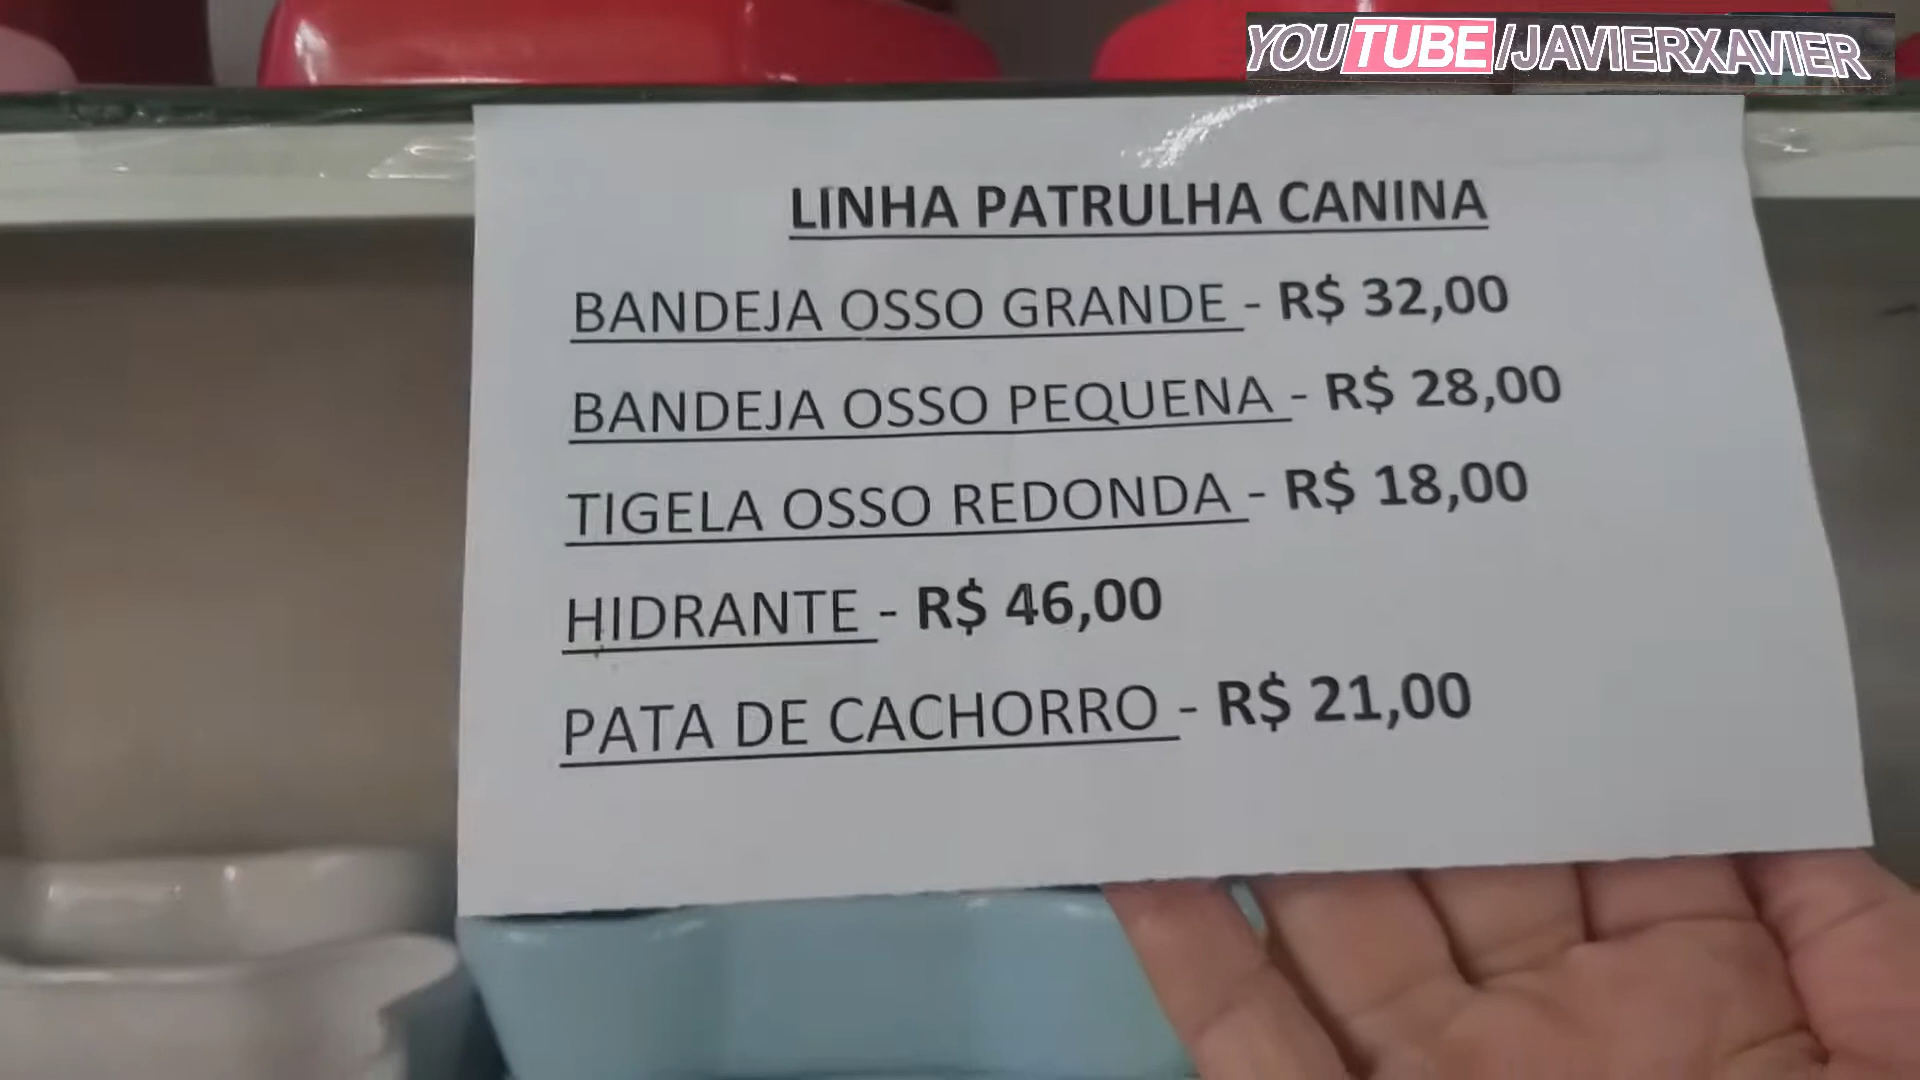 YOUTUBE/JAVIERXAVIER
LINHA PATRULHA CANINA
BANDEJA OSSO GRANDE - R$ 32,00
BANDEJA OSSO PEQUENA - R$ 28,00
TIGELA OSSO REDONDA - R$ 18,00
HIDRANTE - R$ 46,00
PATA DE CACHORRO - R$ 21,00